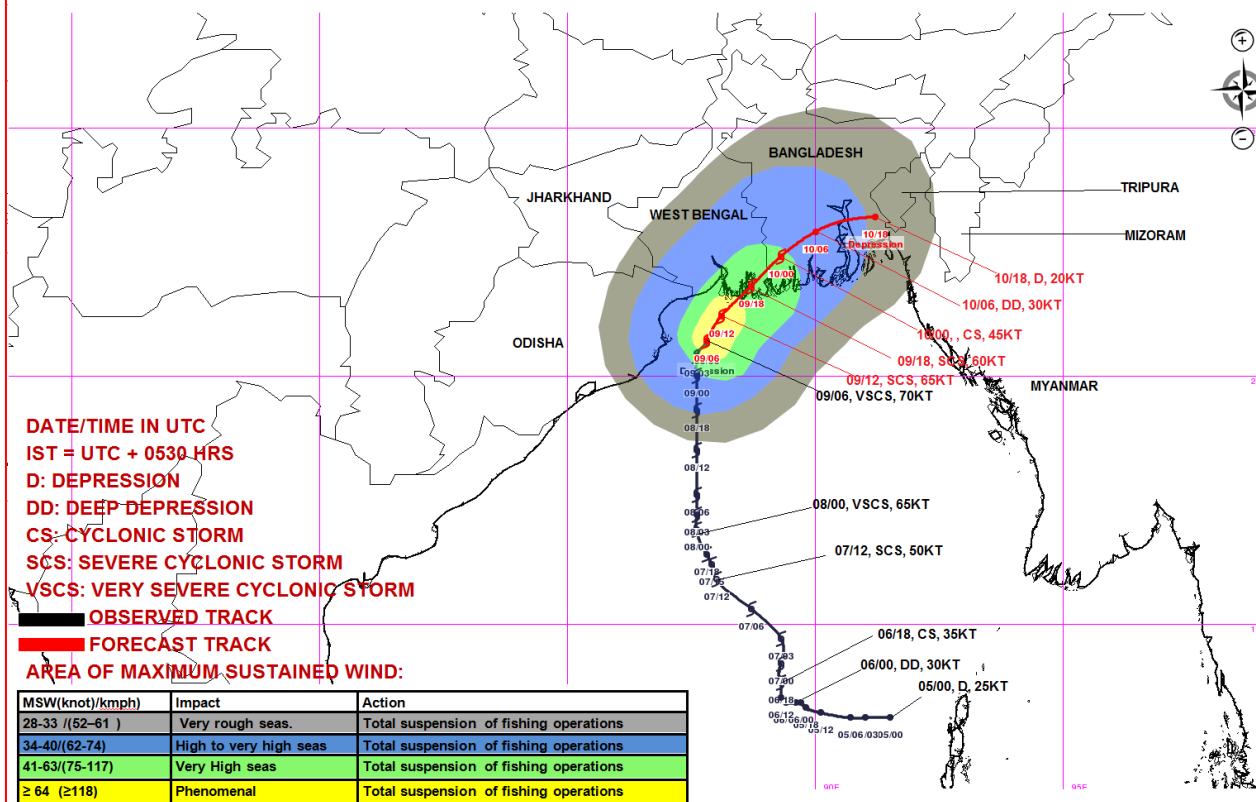 BANGLADESH
JHARKHAND
TRIPURA
WEST BENGAL
MIZORAM
10/18
Depression
10/06
10/00
10/18, D, 20KT
09/18
10/06, DD, 30KT
09/12
10/00, , CS, 45KT
ODISHA
09/06
09/18, SCS, 60KT
09/12, SCS, 65KT
MYANMAR
09/03
09/00
09/06, VSCS, 70KT
08/18
DATE/TIME IN UTC
IST = UTC + 0530 HRS
D: DEPRESSION
DD: DEEP DEPRESSION
CS: CYCLONIC STORM
SCS: SEVERE CYCLONIC STORM
VSCS: VERY SEVERE CYCLONIC STORM
OBSERVED TRACK
FORECAST TRACK
AREA OF MAXIMUM SUSTAINED WIND:
08/12
08/06
08/03
08/00
08/00, VSCS, 65KT
07/18
07/12, SCS, 50KT
07/12
07/06
06/18, CS, 35KT
07/03
06/00, DD, 30KT
07/00
05/00, D, 25KT
06/18
06/12
05/18
05/12
05/06
05/00
MSW(knot)/kmph) Impact Action
28-33 /(52–61 ) Very rough seas. Total suspension of fishing operations
34-40/(62-74) High to very high seas Total suspension of fishing operations
41-63/(75-117) Very High seas Total suspension of fishing operations
≥ 64 (≥118) Phenomenal Total suspension of fishing operations
90E
95E